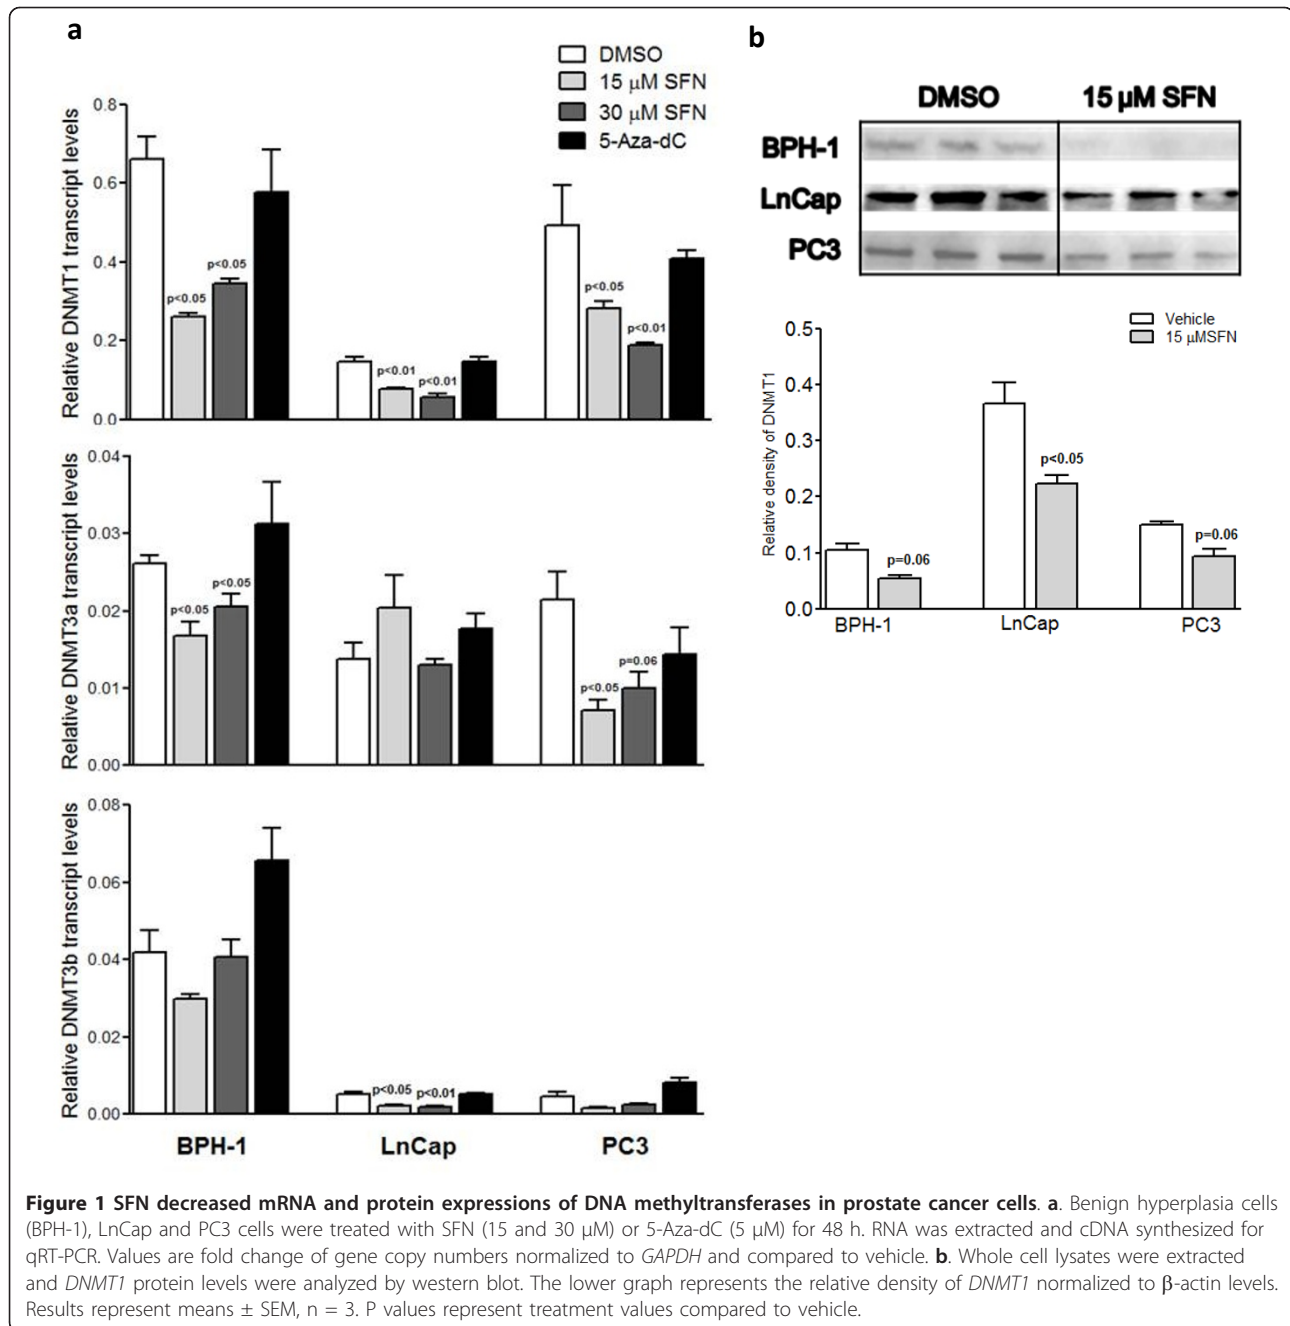 a
DMSO
15 µM SFN
30 µM SFN
5-Aza-dC
Relative DNMT1 transcript levels
0.8
0.6
0.4
0.2
0.0
p<0.05
p<0.05
p<0.01
p<0.01
p<0.05
p<0.01
Relative DNMT3a transcript levels
0.04
0.03
0.02
0.01
0.00
p<0.05
p<0.05
p<0.05
p=0.06
Relative DNMT3b transcript levels
0.08
0.06
0.04
0.02
0.00
p<0.05
p<0.01
BPH-1
LnCap
PC3
b
DMSO
15 µM SFN
BPH-1
LnCap
PC3
Vehicle
15 µMSFN
Relative density of DNMT1
0.5
0.4
0.3
0.2
0.1
0.0
p=0.06
p<0.05
p=0.06
BPH-1
LnCap
PC3
Figure 1 SFN decreased mRNA and protein expressions of DNA methyltransferases in prostate cancer cells. a. Benign hyperplasia cells
(BPH-1), LnCap and PC3 cells were treated with SFN (15 and 30 µM) or 5-Aza-dC (5 µM) for 48 h. RNA was extracted and cDNA synthesized for
qRT-PCR. Values are fold change of gene copy numbers normalized to GAPDH and compared to vehicle. b. Whole cell lysates were extracted
and DNMT1 protein levels were analyzed by western blot. The lower graph represents the relative density of DNMT1 normalized to β-actin levels.
Results represent means ± SEM, n = 3. P values represent treatment values compared to vehicle.